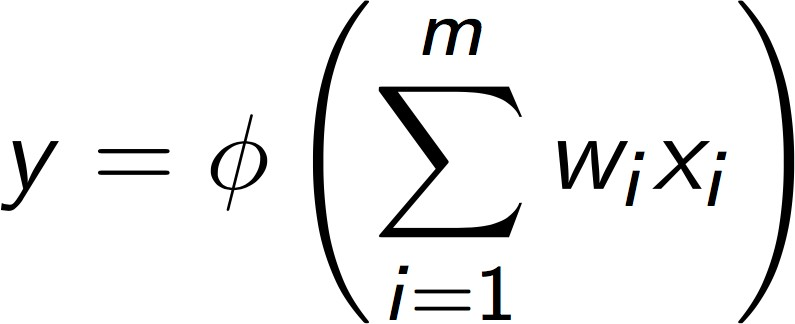 y = ϕ ( ∑_{i=1}^{m} w_i x_i )